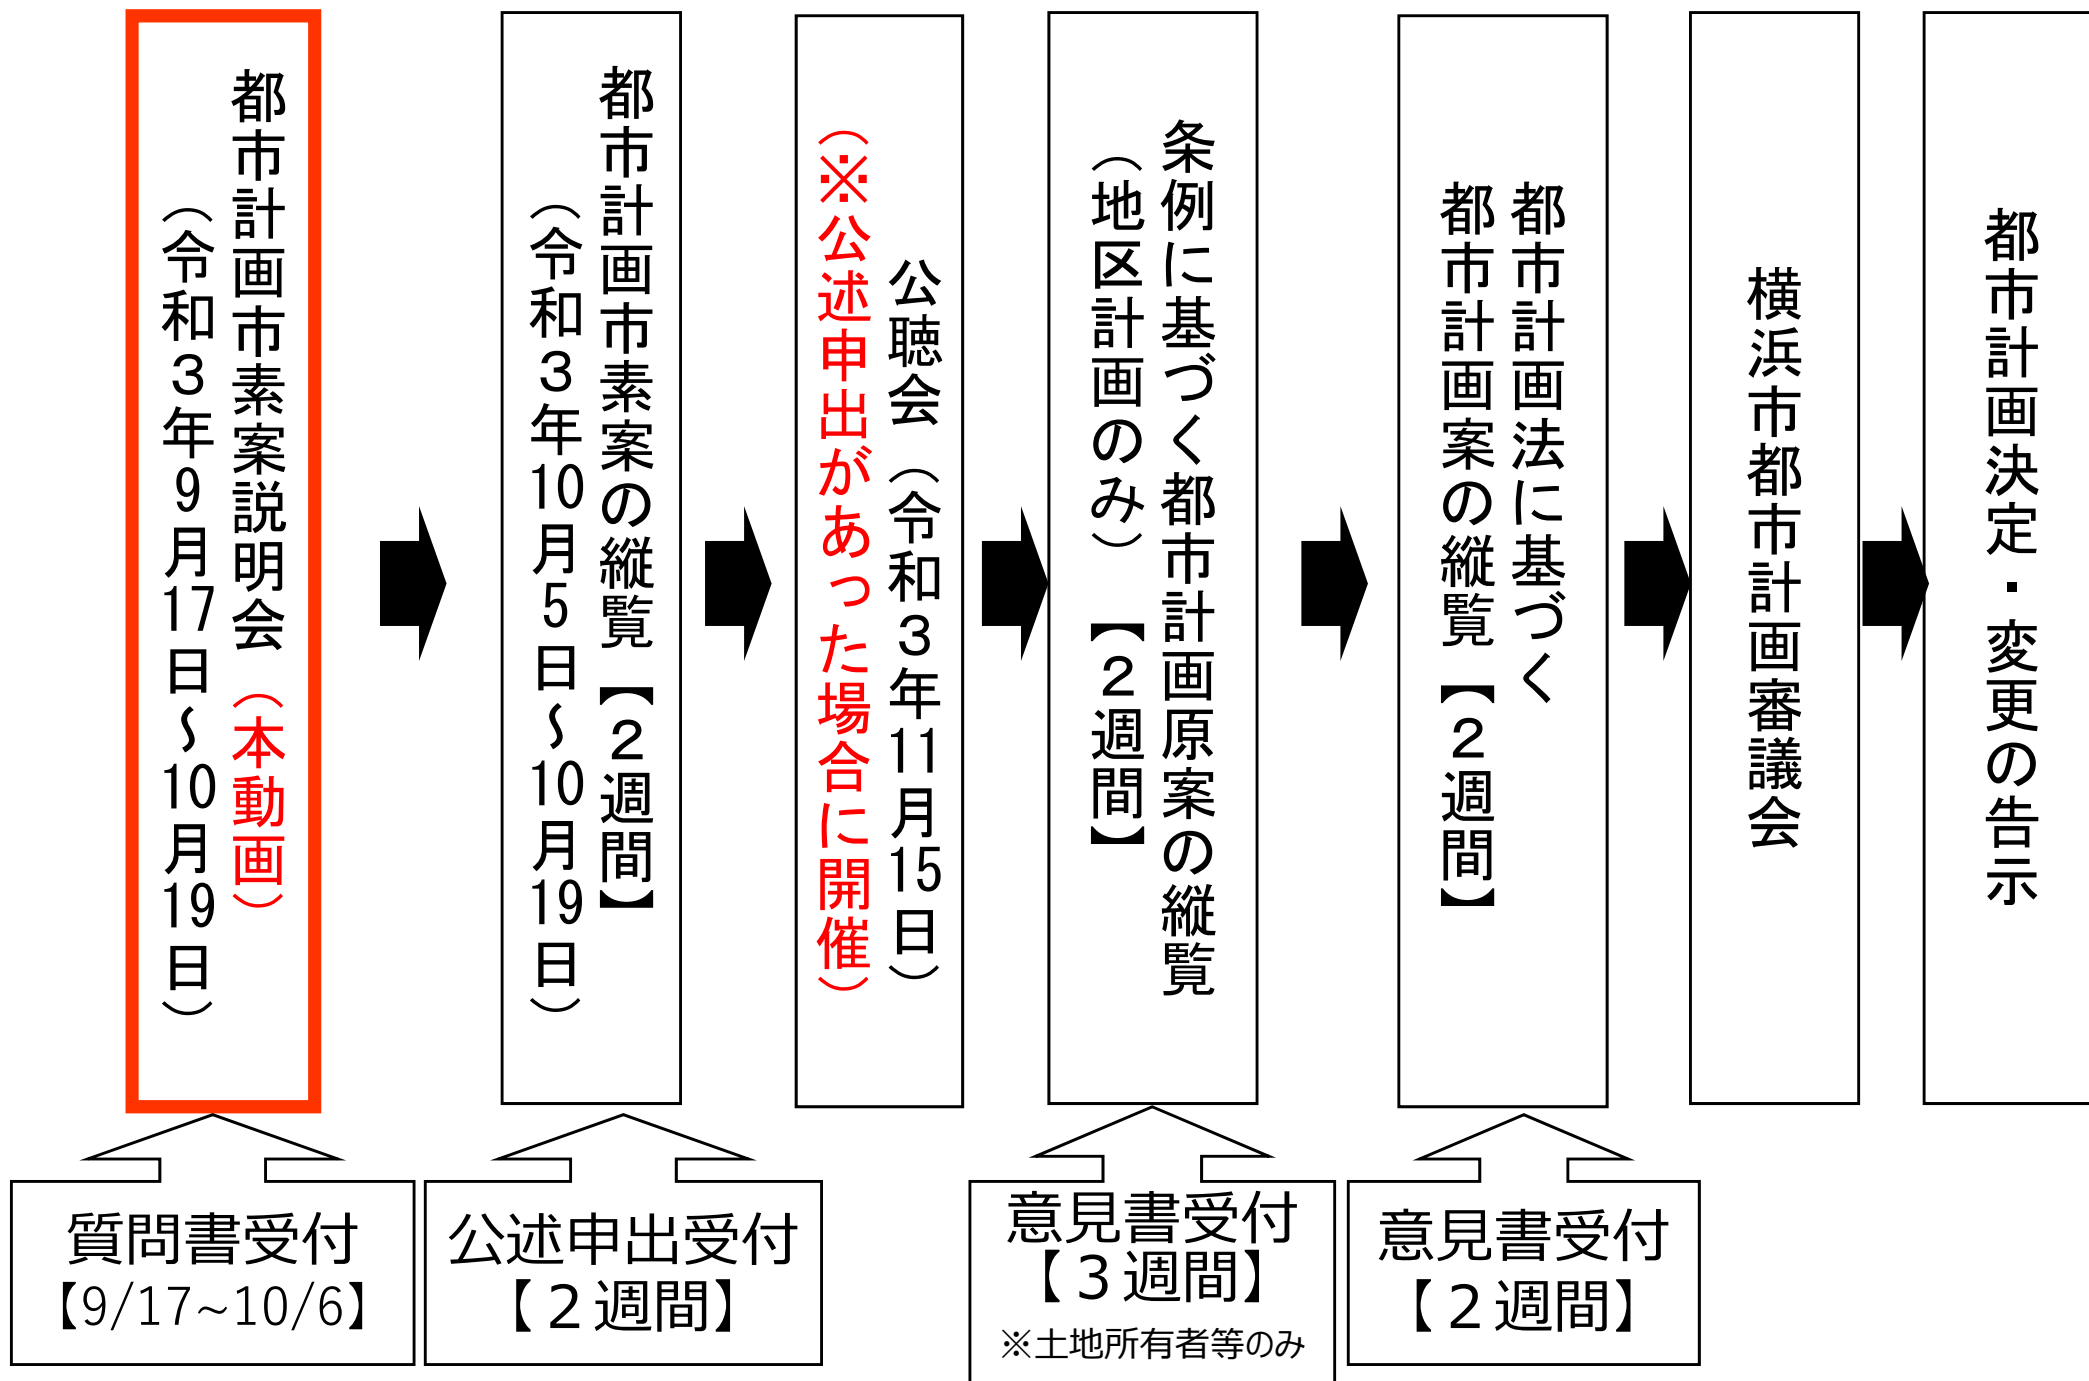 都市計画市素案説明会（本動画）
（令和３年９月17日～10月19日）
都市計画市素案の縦覧【２週間】
（令和３年10月５日～10月19日）
公聴会（令和３年11月15日）
（※公述申出があった場合に開催）
条例に基づく都市計画原案の縦覧
（地区計画のみ）【２週間】
都市計画法に基づく
都市計画案の縦覧【２週間】
横浜市都市計画審議会
都市計画決定・変更の告示
質問書受付
【9/17~10/6】
公述申出受付
【２週間】
意見書受付
【３週間】
※土地所有者等のみ
意見書受付
【２週間】